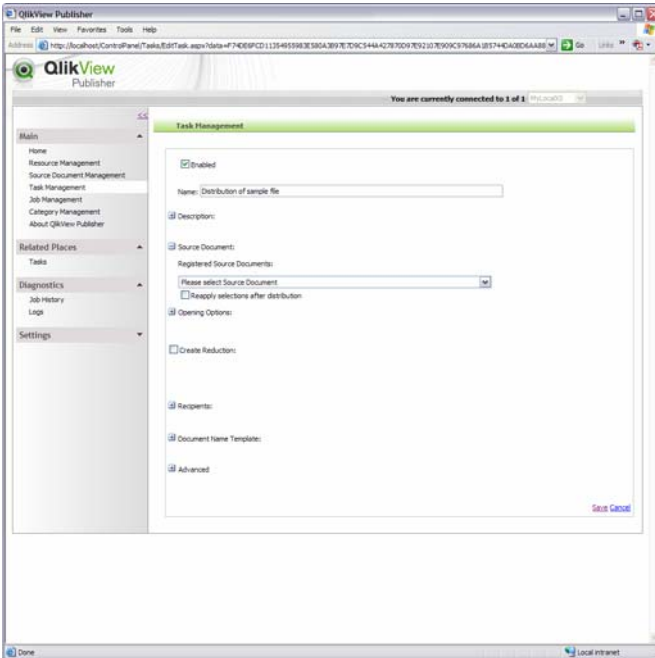 QlikView Publisher
File Edit View Favorites Tools Help
Address
Go Links
QlikView
Publisher
You are currently connected to 1 of 1
<<
Main
Home
Resource Management
Source Document Management
Task Management
Job Management
Category Management
About QlikView Publisher
Related Places
Tasks
Diagnostics
Job History
Logs
Settings
Task Management
Enabled
Name: Distribution of sample file
Description:
Source Document:
Registered Source Documents:
Please select Source Document
Reapply selections after distribution
Opening Options:
Create Reduction:
Recipients:
Document Name Template:
Advanced
Save Cancel
Done
Local intranet